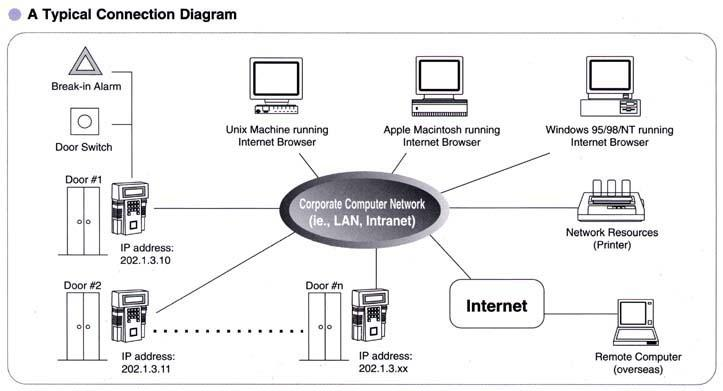 A Typical Connection Diagram
Break-in Alarm
Door Switch
Unix Machine running
Internet Browser
Apple Macintosh running
Internet Browser
Windows 95/98/NT running
Internet Browser
Door #1
IP address:
202.1.3.10
Corporate Computer Network
(ie., LAN, Intranet)
Network Resources
(Printer)
Door #2
IP address:
202.1.3.11
Door #n
IP address:
202.1.3.xx
Internet
Remote Computer
(overseas)